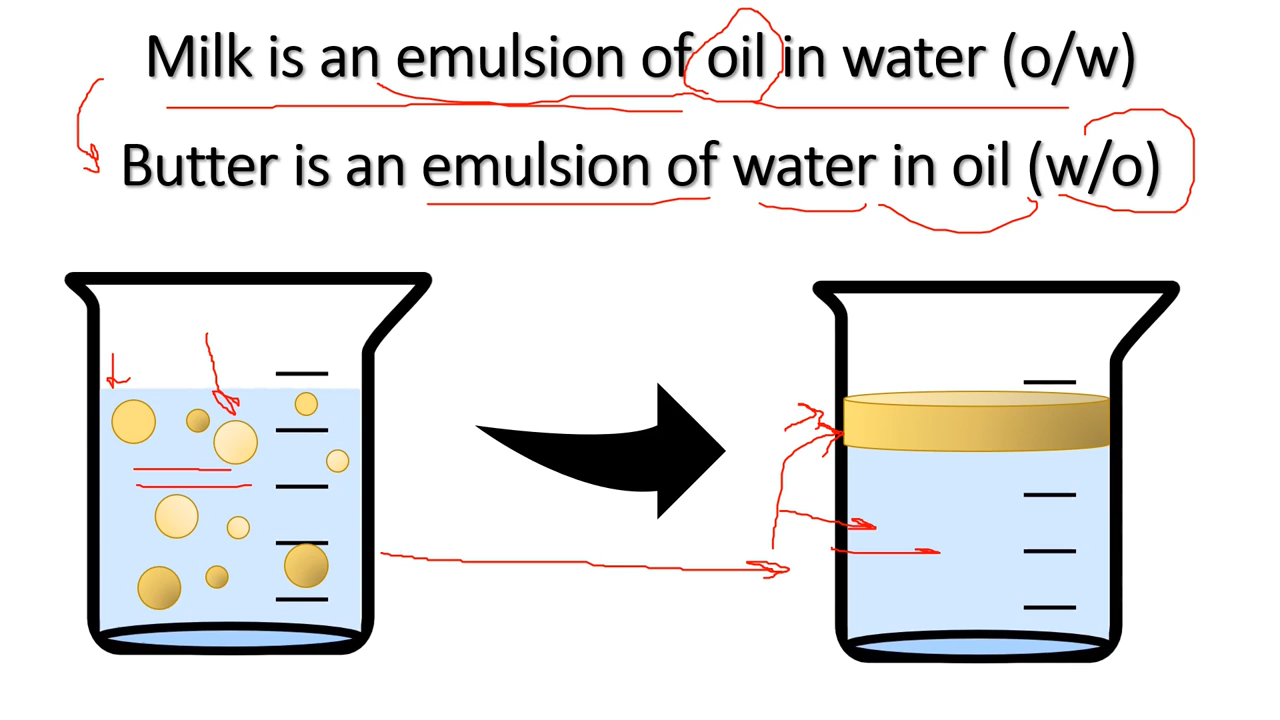 Milk is an emulsion of oil in water (o/w)
Butter is an emulsion of water in oil (w/o)